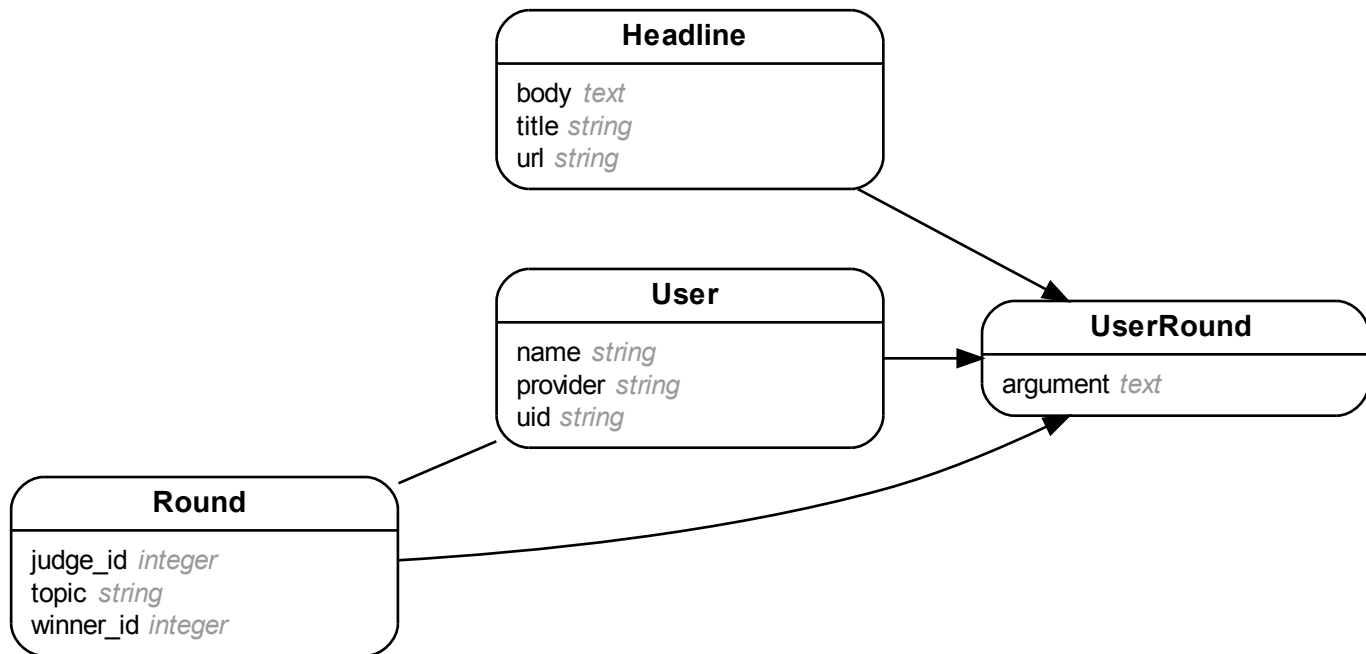 Headline
body text
title string
url string
User
name string
provider string
uid string
UserRound
argument text
Round
judge_id integer
topic string
winner_id integer